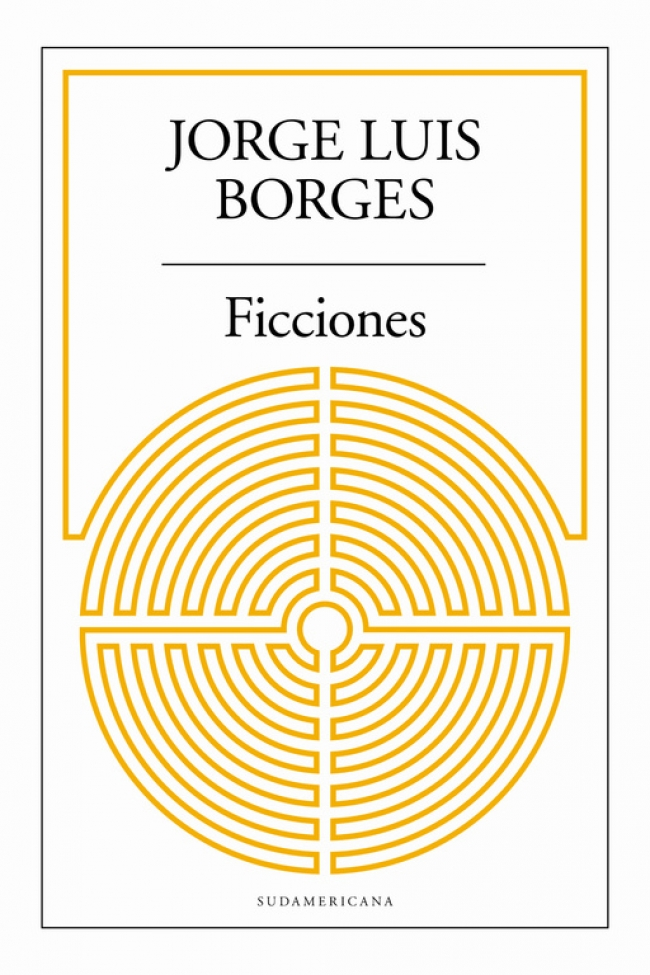 JORGE LUIS
BORGES
Ficciones
SUDAMERICANA